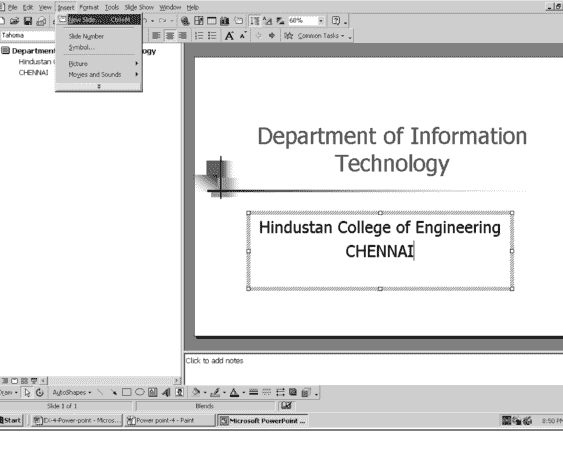 File Edit View Insert Format Tools Slide Show Window Help
New Slide... Ctrl+M
68%
Tahoma
A A Common Tasks
Slide Number
Symbol...
Picture
Movies and Sounds
Department
ology
Hindustan
CHENNAI
Department of Information
Technology
Hindustan College of Engineering
CHENNAI
Click to add notes
AutoShapes
Slide 1 of 1
Blends
Start
EX-4-Power-point - Micros...
Power point-4 - Paint
Microsoft PowerPoint ...
8:50 PM